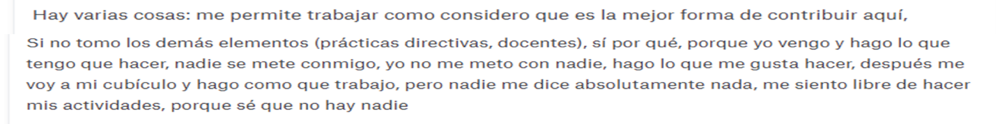 Hay varias cosas: me permite trabajar como considero que es la mejor forma de contribuir aquí,
Si no tomo los demás elementos (prácticas directivas, docentes), sí por qué, porque yo vengo y hago lo que
tengo que hacer, nadie se mete conmigo, yo no me meto con nadie, hago lo que me gusta hacer, después me
voy a mi cubículo y hago como que trabajo, pero nadie me dice absolutamente nada, me siento libre de hacer
mis actividades, porque sé que no hay nadie